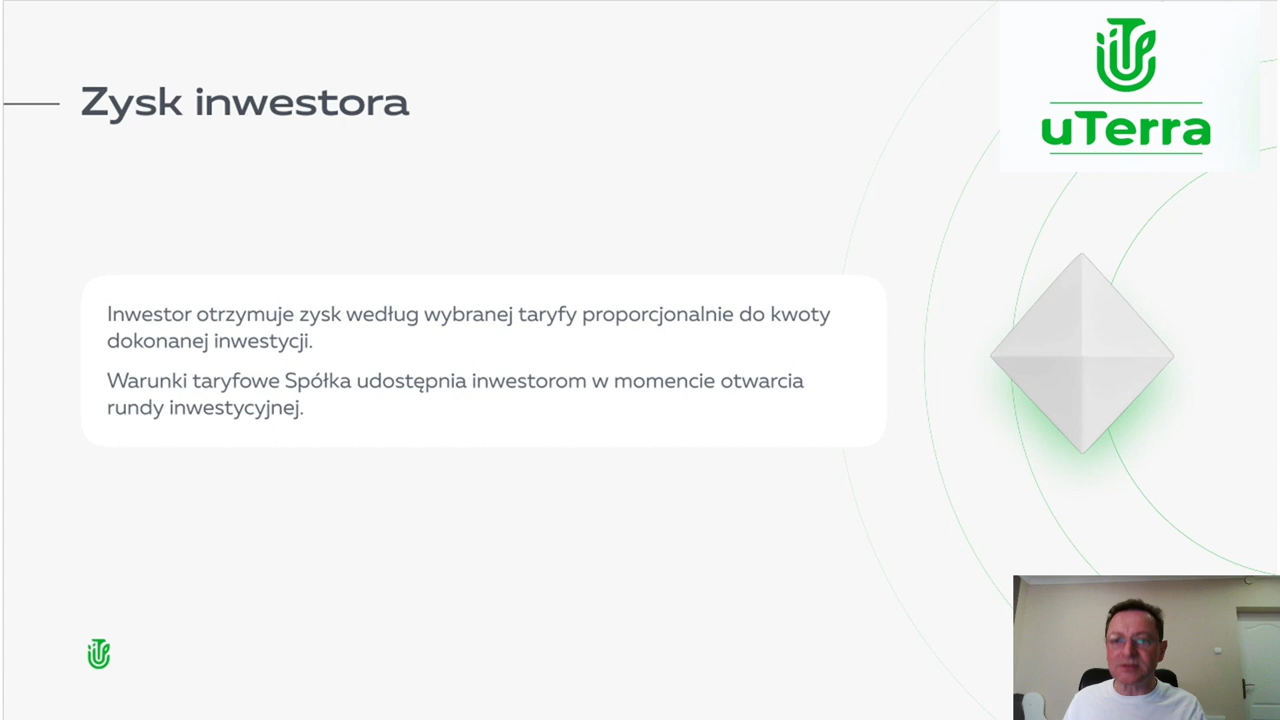 Zysk inwestora
uTerra
Inwestor otrzymuje zysk według wybranej taryfy proporcjonalnie do kwoty
dokonanej inwestycji.
Warunki taryfowe Spółka udostępnia inwestorom w momencie otwarcia
rundy inwestycyjnej.